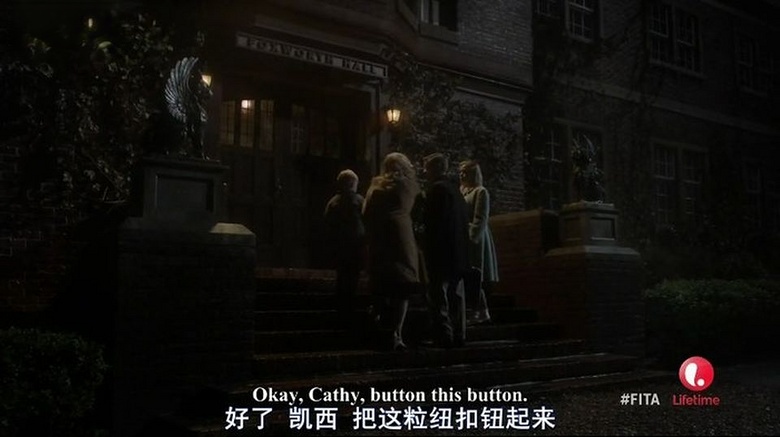 FOXWORTH HALL
Okay, Cathy, button this button.
好了 凯西 把这粒纽扣钮起来
#FITA
Lifetime